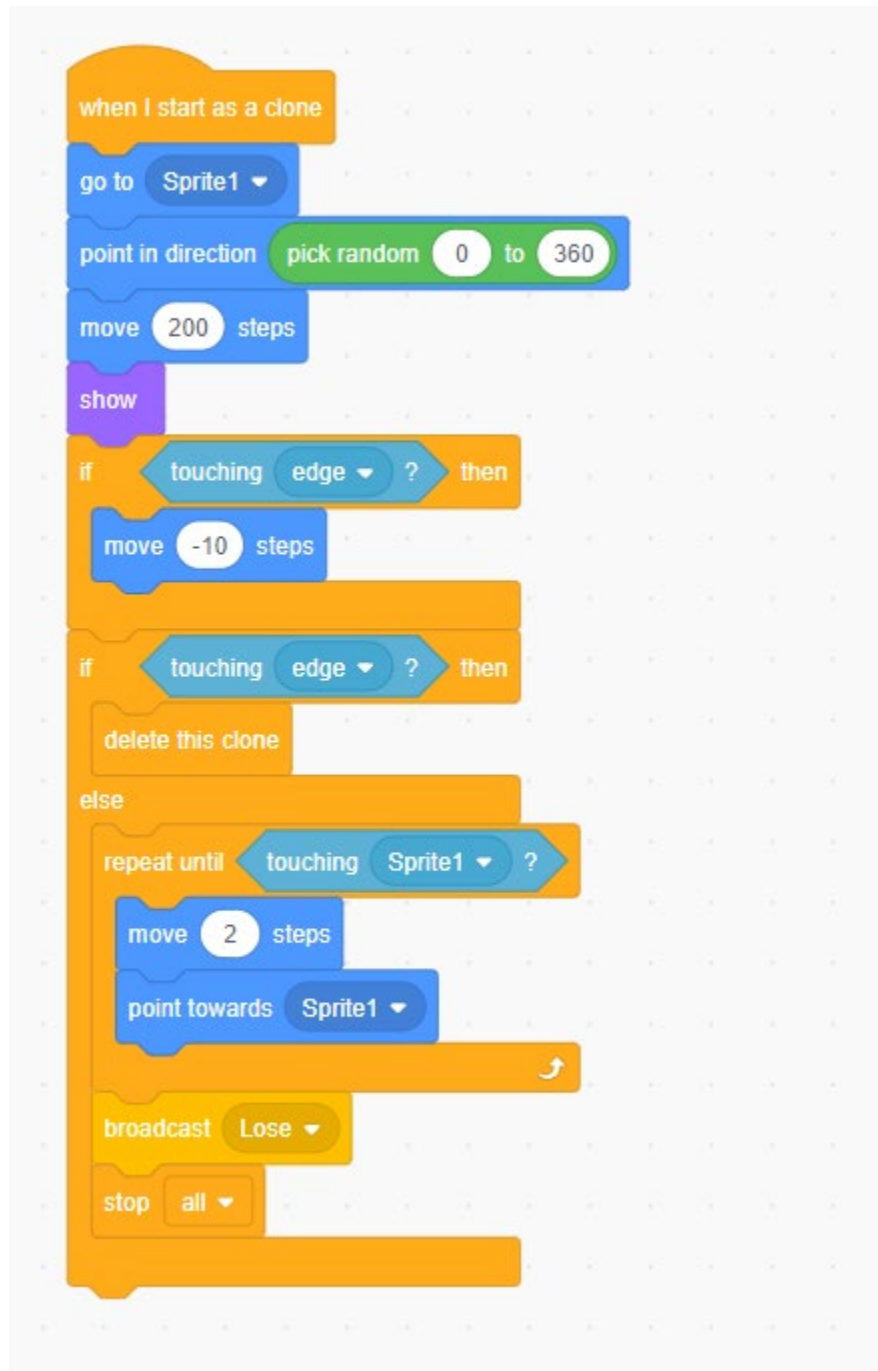 when I start as a clone
go to Sprite1
point in direction pick random 0 to 360
move 200 steps
show
if touching edge ? then
move -10 steps
if touching edge ? then
delete this clone
else
repeat until touching Sprite1 ?
move 2 steps
point towards Sprite1
broadcast Lose
stop all